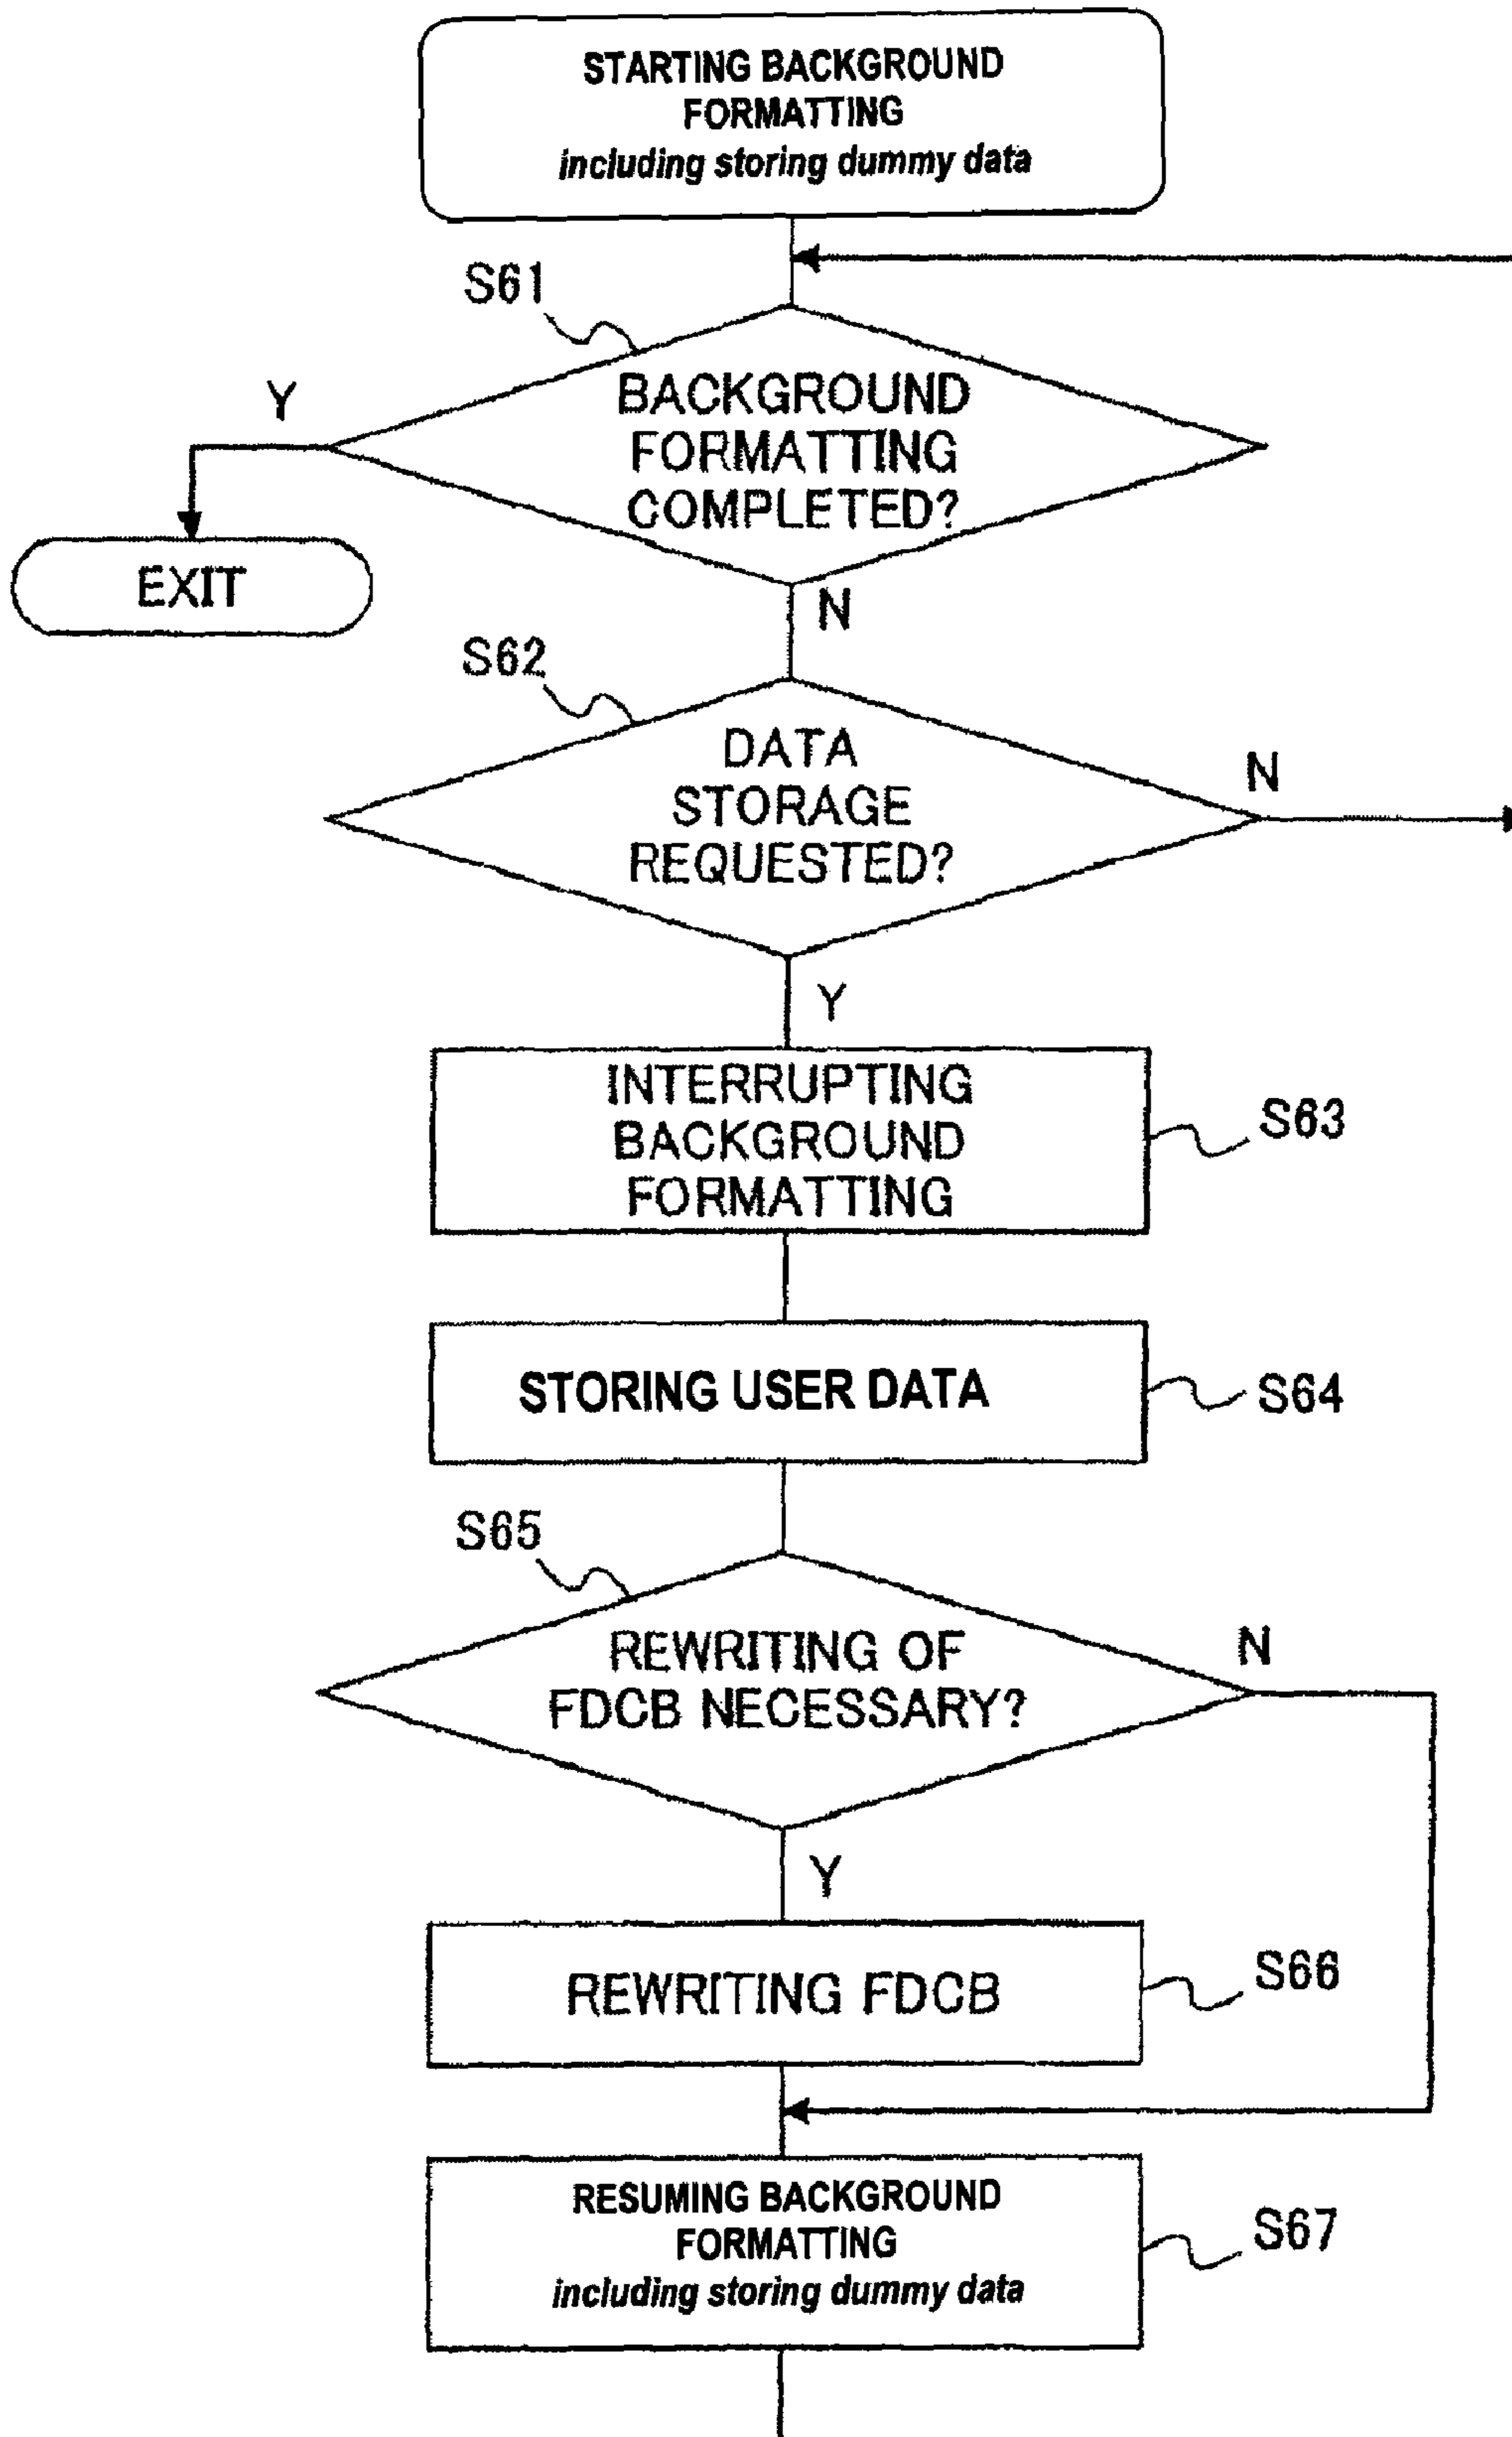 STARTING BACKGROUND
FORMATTING
including storing dummy data
S61
Y
BACKGROUND
FORMATTING
COMPLETED?
EXIT
N
S62
DATA
STORAGE
REQUESTED?
N
Y
INTERRUPTING
BACKGROUND
FORMATTING
S63
STORING USER DATA
S64
S65
REWRITING OF
FDCB NECESSARY?
N
Y
REWRITING FDCB
S66
RESUMING BACKGROUND
FORMATTING
including storing dummy data
S67